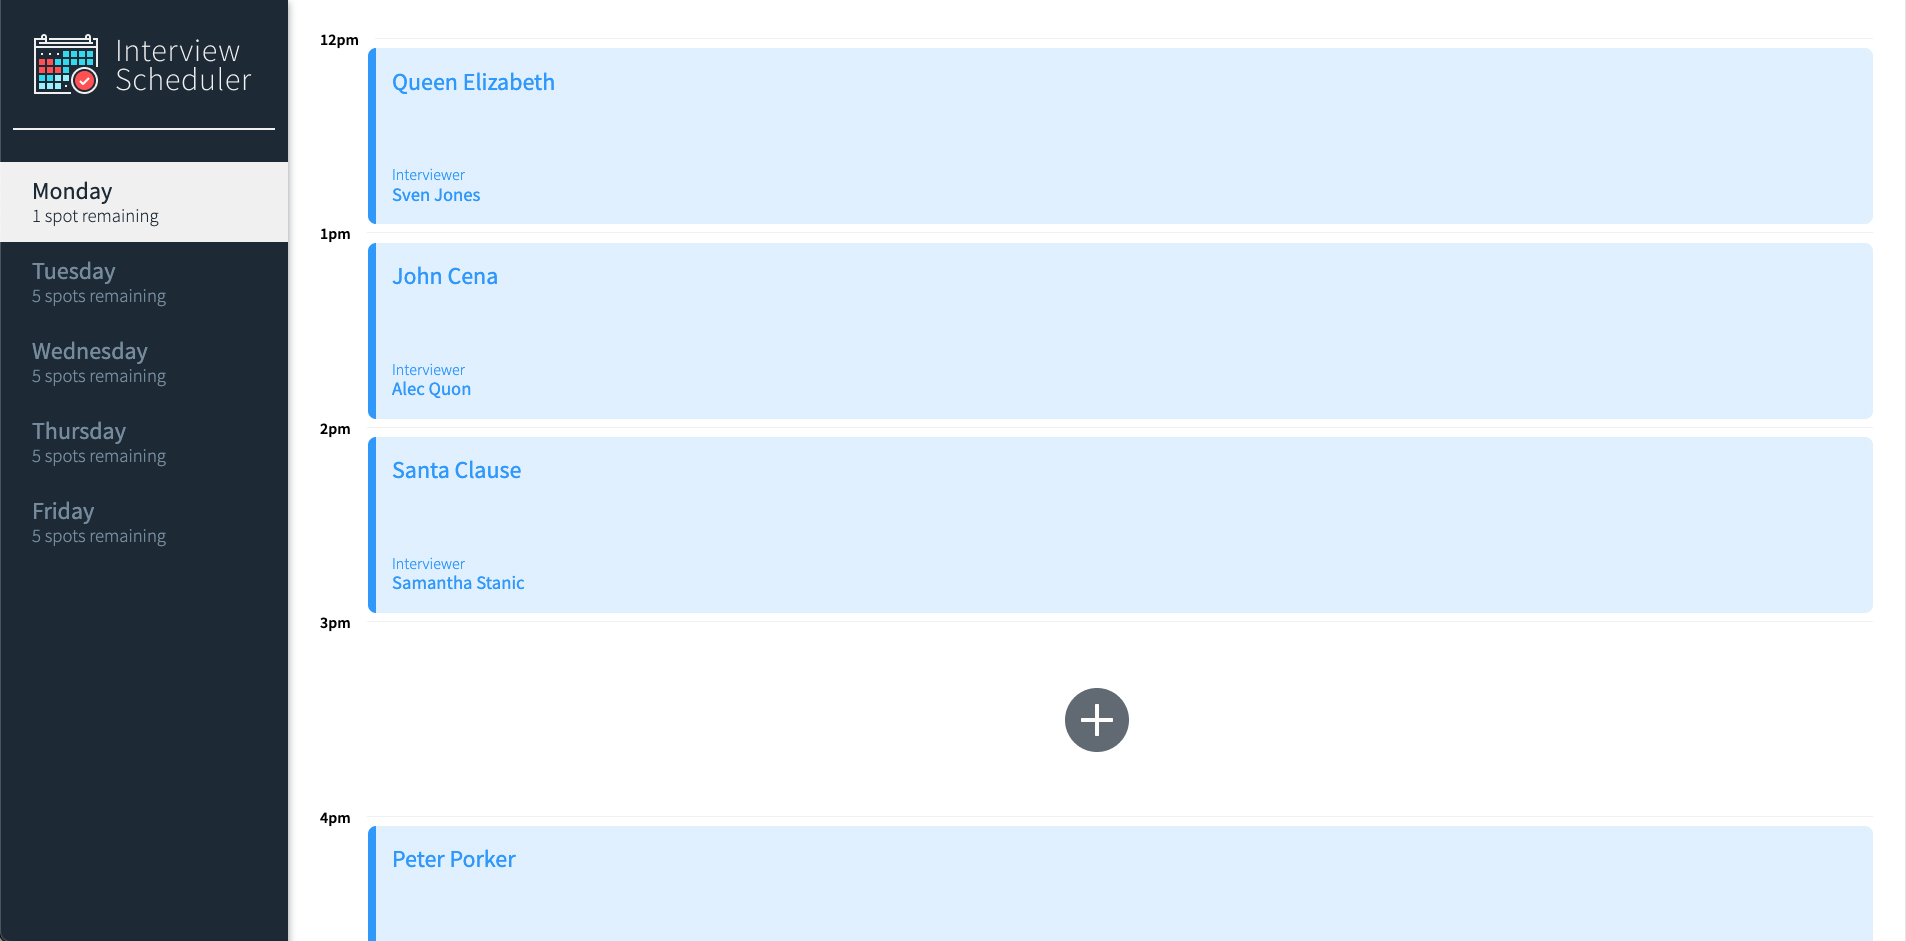 Interview
Scheduler
Monday
1 spot remaining
Tuesday
5 spots remaining
Wednesday
5 spots remaining
Thursday
5 spots remaining
Friday
5 spots remaining
12pm
Queen Elizabeth
Interviewer
Sven Jones
1pm
John Cena
Interviewer
Alec Quon
2pm
Santa Clause
Interviewer
Samantha Stanic
3pm
4pm
Peter Porker